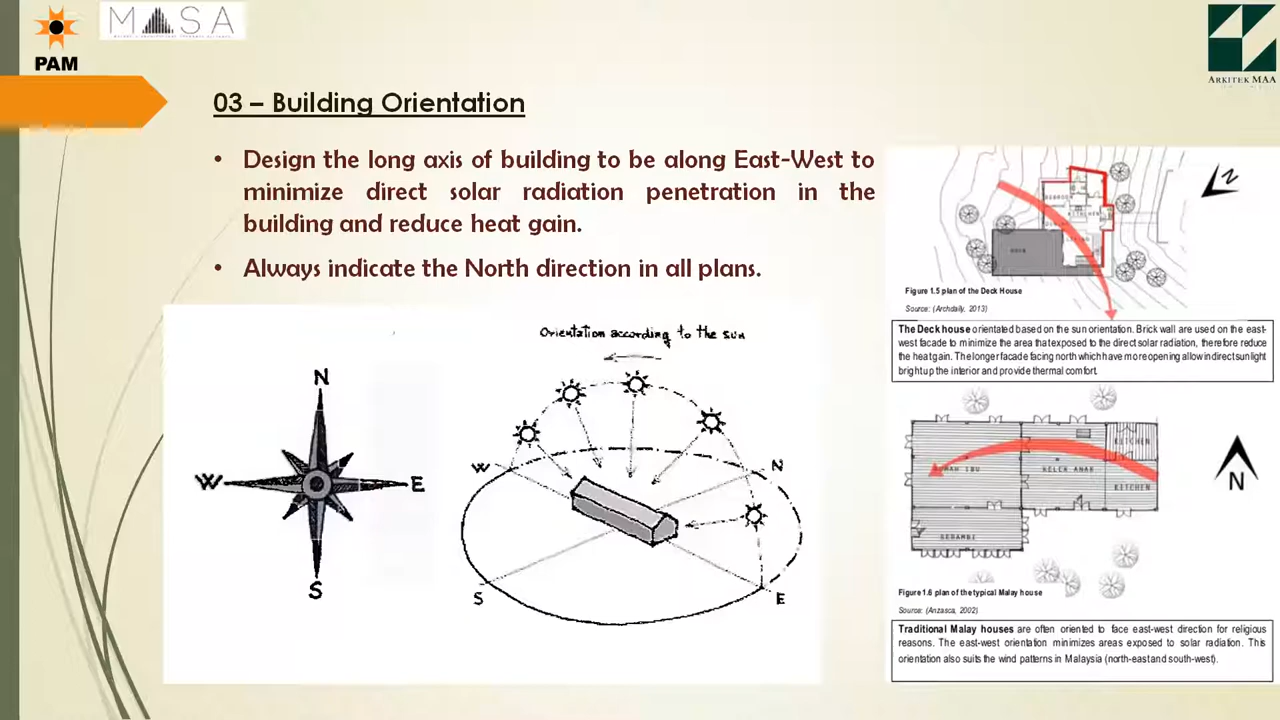 MASA
PAM
ARKITEK MAA
03 – Building Orientation
• Design the long axis of building to be along East-West to
minimize direct solar radiation penetration in the
building and reduce heat gain.
• Always indicate the North direction in all plans.
N
W
E
S
Orientation according to the sun
W
N
S
E
N
BEDROOM
KITCHEN
LIVING
Figure 1.5 plan of the Deck House
Source: (Archdaily, 2013)
The Deck house orientated based on the sun orientation. Brick wall are used on the east-
west facade to minimize the area that exposed to the direct solar radiation, therefore reduce
the heat gain. The longer facade facing north which have more opening allow indirect sunlight
bright up the interior and provide thermal comfort.
KITCHEN
IBU
KELCH ANAK
KITCHEN
SERAMBI
N
Figure 1.6 plan of the typical Malay house
Source: (Anzasca, 2002)
Traditional Malay houses are often oriented to face east-west direction for religious
reasons. The east-west orientation minimizes areas exposed to solar radiation. This
orientation also suits the wind patterns in Malaysia (north-east and south-west).